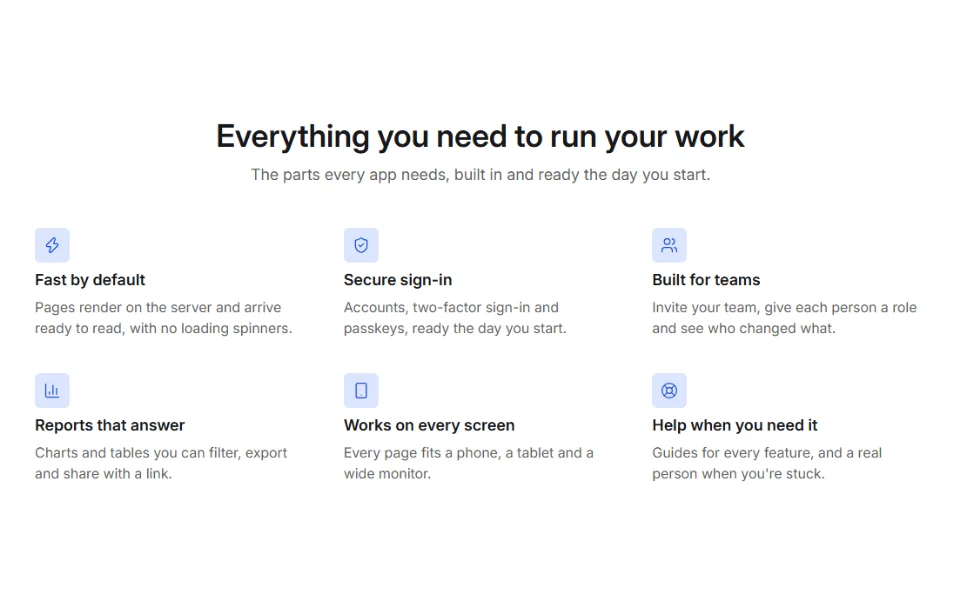 Everything you need to run your work
The parts every app needs, built in and ready the day you start.
Fast by default
Pages render on the server and arrive
ready to read, with no loading spinners.
Secure sign-in
Accounts, two-factor sign-in and
passkeys, ready the day you start.
Built for teams
Invite your team, give each person a role
and see who changed what.
Reports that answer
Charts and tables you can filter, export
and share with a link.
Works on every screen
Every page fits a phone, a tablet and a
wide monitor.
Help when you need it
Guides for every feature, and a real
person when you're stuck.